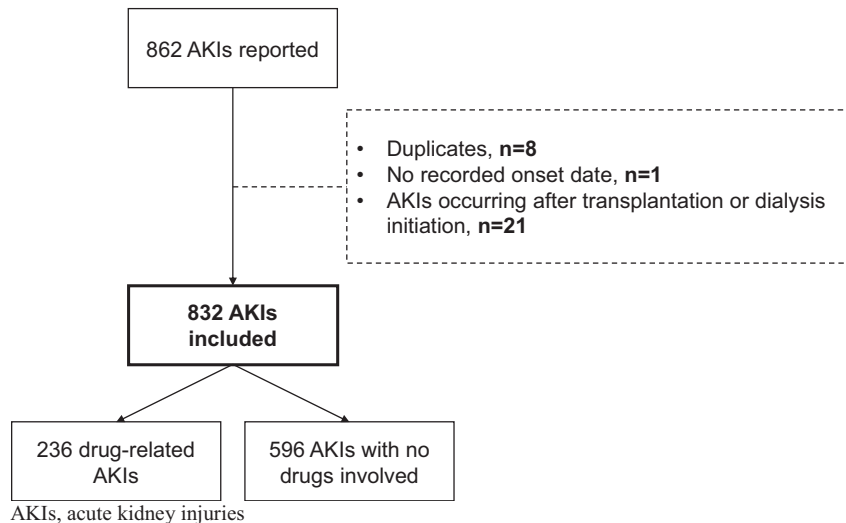 862 AKIs reported
• Duplicates, n=8
• No recorded onset date, n=1
• AKIs occurring after transplantation or dialysis
initiation, n=21
832 AKIs
included
236 drug-related
AKIs
596 AKIs with no
drugs involved
AKIs, acute kidney injuries